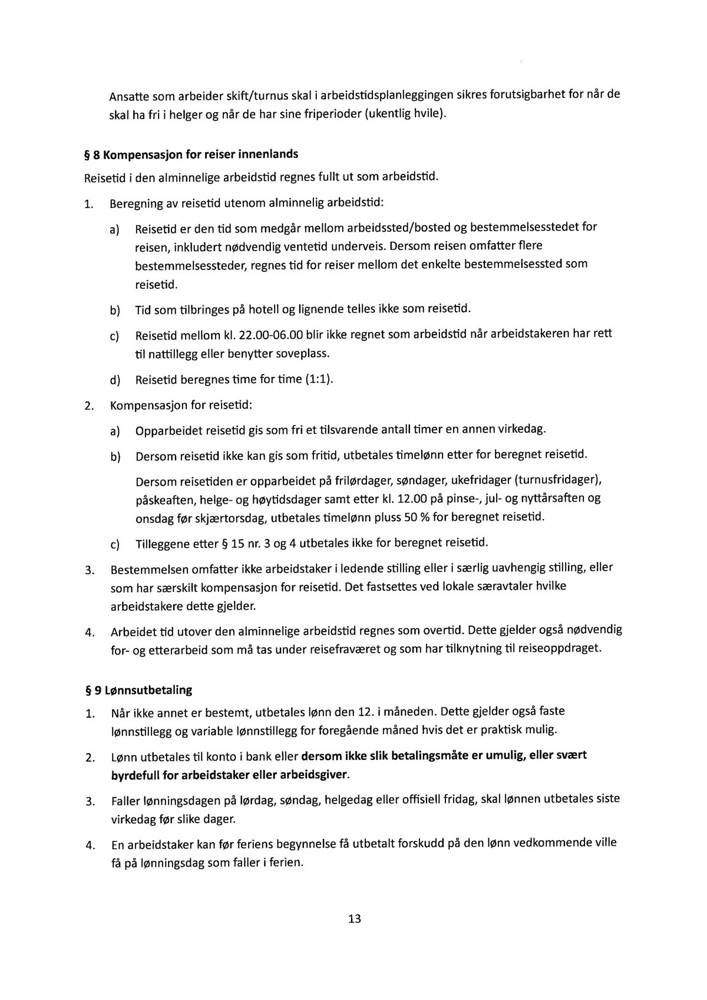 Ansatte som arbeider skift/turnus skal i arbeidstidsplanleggingen sikres forutsigbarhet for når de
skal ha fri i helger og når de har sine friperioder (ukentlig hvile).
§ 8 Kompensasjon for reiser innenlands
Reisetid i den alminnelige arbeidstid regnes fullt ut som arbeidstid.
1. Beregning av reisetid utenom alminnelig arbeidstid:
a) Reisetid er den tid som medgår mellom arbeidssted/bosted og bestemmelsesstedet for
reisen, inkludert nødvendig ventetid underveis. Dersom reisen omfatter flere
bestemmelsessteder, regnes tid for reiser mellom det enkelte bestemmelsessted som
reisetid.
b) Tid som tilbringes på hotell og lignende telles ikke som reisetid.
c) Reisetid mellom kl. 22.00-06.00 blir ikke regnet som arbeidstid når arbeidstakeren har rett
til nattillegg eller benytter soveplass.
d) Reisetid beregnes time for time (1:1).
2. Kompensasjon for reisetid:
a) Opparbeidet reisetid gis som fri et tilsvarende antall timer en annen virkedag.
b) Dersom reisetid ikke kan gis som fritid, utbetales timelønn etter for beregnet reisetid.
Dersom reisetiden er opparbeidet på frilørdager, søndager, ukefridager (turnusfridager),
påskeaften, helge- og høytidsdager samt etter kl. 12.00 på pinse-, jul- og nyttårsaften og
onsdag før skjærtorsdag, utbetales timelønn pluss 50 % for beregnet reisetid.
c) Tilleggene etter § 15 nr. 3 og 4 utbetales ikke for beregnet reisetid.
3. Bestemmelsen omfatter ikke arbeidstaker i ledende stilling eller i særlig uavhengig stilling, eller
som har særskilt kompensasjon for reisetid. Det fastsettes ved lokale særavtaler hvilke
arbeidstakere dette gjelder.
4. Arbeidet tid utover den alminnelige arbeidstid regnes som overtid. Dette gjelder også nødvendig
for- og etterarbeid som må tas under reisefraværet og som har tilknytning til reiseoppdraget.
§ 9 Lønnsutbetaling
1. Når ikke annet er bestemt, utbetales lønn den 12. i måneden. Dette gjelder også faste
lønnstillegg og variable lønnstillegg for foregående måned hvis det er praktisk mulig.
2. Lønn utbetales til konto i bank eller dersom ikke slik betalingsmåte er umulig, eller svært
byrdefull for arbeidstaker eller arbeidsgiver.
3. Faller lønningsdagen på lørdag, søndag, helgedag eller offisiell fridag, skal lønnen utbetales siste
virkedag før slike dager.
4. En arbeidstaker kan før feriens begynnelse få utbetalt forskudd på den lønn vedkommende ville
få på lønningsdag som faller i ferien.
13